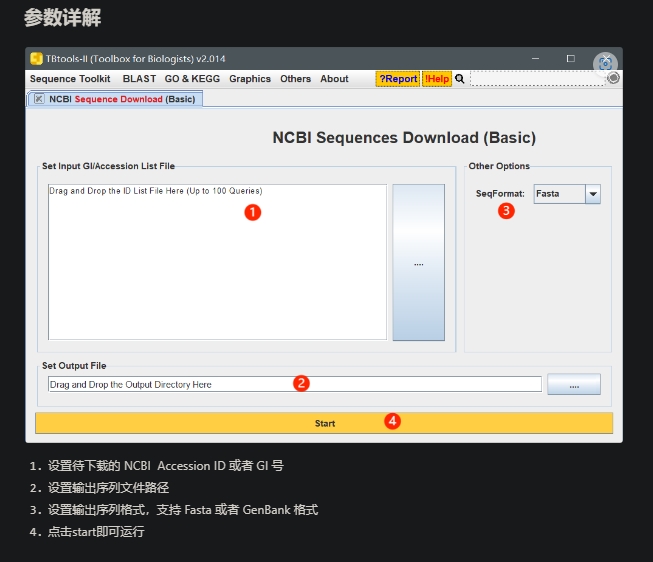 参数详解
TBtools-II (Toolbox for Biologists) v2.014
Sequence Toolkit BLAST GO & KEGG Graphics Others About ?Report !Help
NCBI Sequence Download (Basic)
NCBI Sequences Download (Basic)
Set Input GI/Accession List File
Other Options
Drag and Drop the ID List File Here (Up to 100 Queries)
SeqFormat: Fasta
1
3
....
Set Output File
Drag and Drop the Output Directory Here
2
....
Start
4
1. 设置待下载的 NCBI Accession ID 或者 GI 号
2. 设置输出序列文件路径
3. 设置输出序列格式，支持 Fasta 或者 GenBank 格式
4. 点击start即可运行